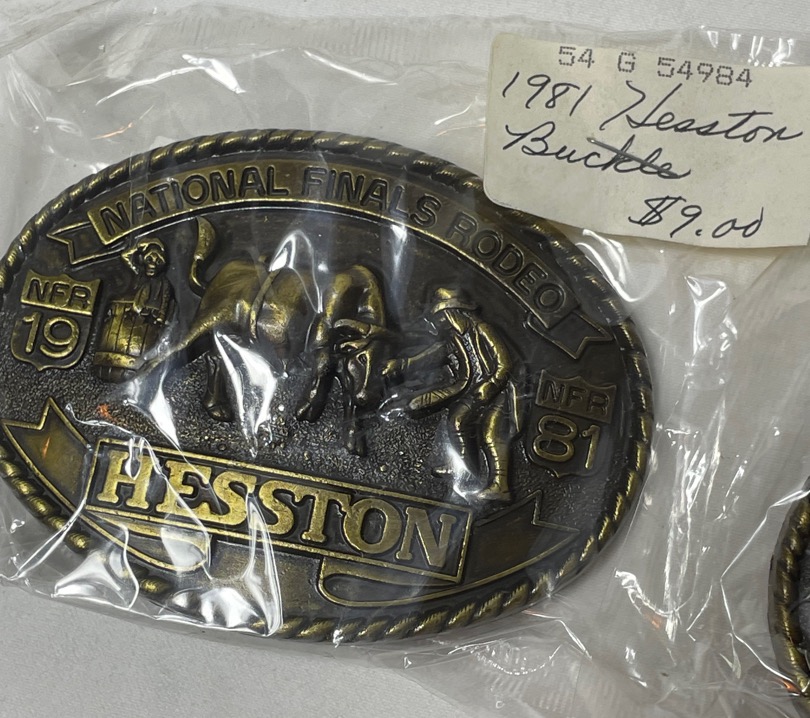 54 G 54984
1981 Hesston
Buckle
$9.00
NATIONAL FINALS RODEO
NFR
19
NFR
81
HESSTON